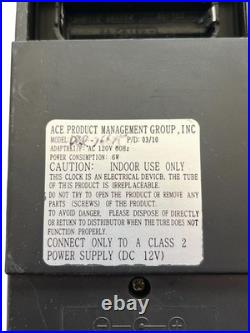 ACE PRODUCT MANAGEMENT GROUP, INC
MODEL: P/D: 03/10
ADAPTER I/P: AC 120V 60Hz
POWER CONSUMPTION: 6W
CAUTION: INDOOR USE ONLY
THIS CLOCK IS AN ELECTRICAL DEVICE, THE TUBE
OF THIS PRODUCT IS IRREPLACEABLE.
DO NOT TRY TO OPEN THE PRODUCT OR REMOVE ANY
PARTS (SCREWS) OF THE PRODUCT.
TO AVOID DANGER, PLEASE DISPOSE OF PRODUCT
OR RETURN TO DISTRIBUTOR WHEN THE TUBE DOES
NOT FUNCTION.
CONNECT ONLY TO A CLASS 2
POWER SUPPLY (DC 12V)